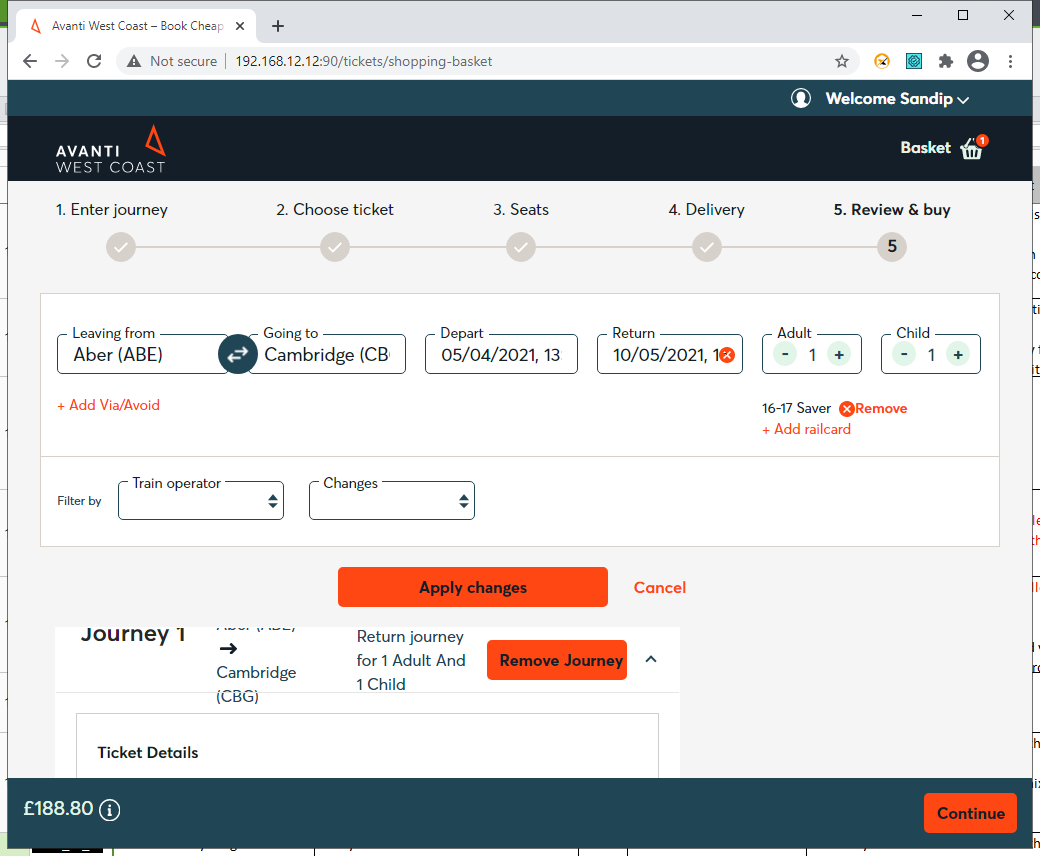 Avanti West Coast – Book Cheap
Not secure
192.168.12.12:90/tickets/shopping-basket
Welcome Sandip
AVANTI
WEST COAST
Basket 1
1. Enter journey 2. Choose ticket 3. Seats 4. Delivery 5. Review & buy
5
Leaving from Going to Depart Return Adult Child
Aber (ABE) Cambridge (CB 05/04/2021, 13: 10/05/2021, 1 - 1 + - 1 +
+ Add Via/Avoid
16-17 Saver Remove
+ Add railcard
Train operator Changes
Filter by
Apply changes Cancel
Journey 1
Aber (ABE)
→
Cambridge
(CBG)
Return journey
for 1 Adult And
1 Child
Remove Journey
Ticket Details
£188.80
Continue